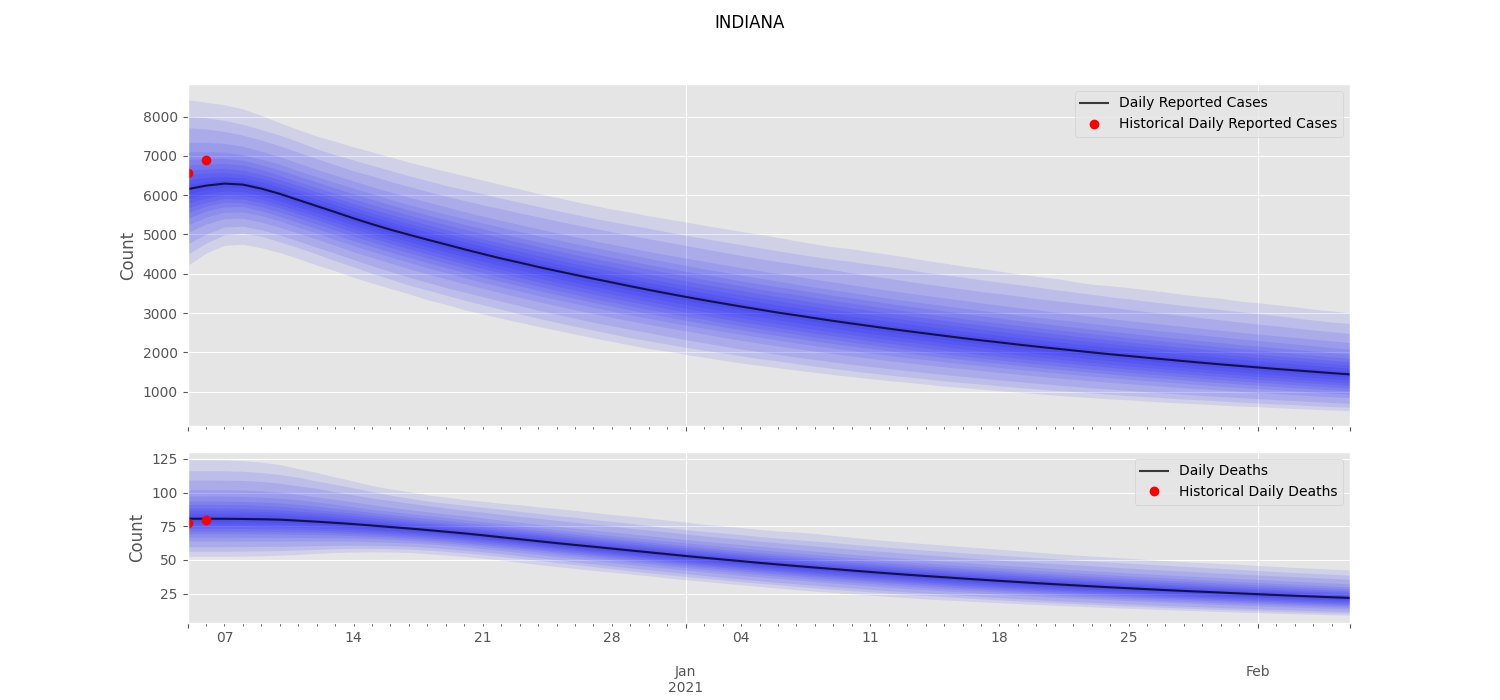 INDIANA
Daily Reported Cases
Historical Daily Reported Cases
8000
7000
6000
5000
4000
3000
2000
1000
Count
Daily Deaths
Historical Daily Deaths
125
100
75
50
25
Count
07 14 21 28 04 11 18 25
Jan Feb
2021